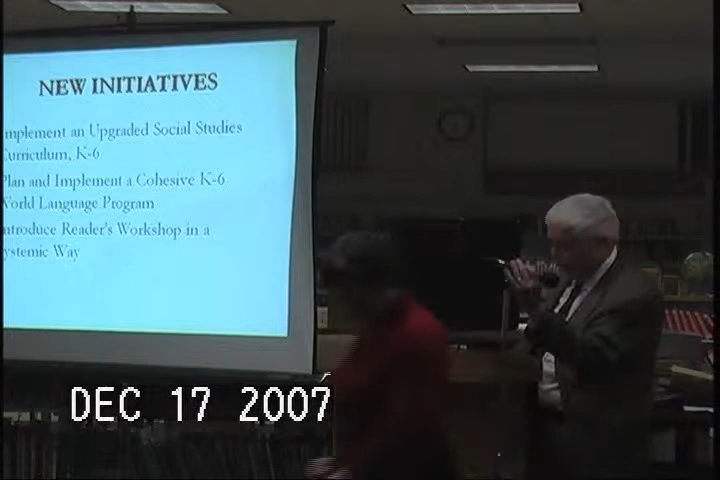 NEW INITIATIVES
mplement an Upgraded Social Studies
Curriculum, K-6
Plan and Implement a Cohesive K-6
World Language Program
ntroduce Reader's Workshop in a
ystemic Way
DEC 17 2007